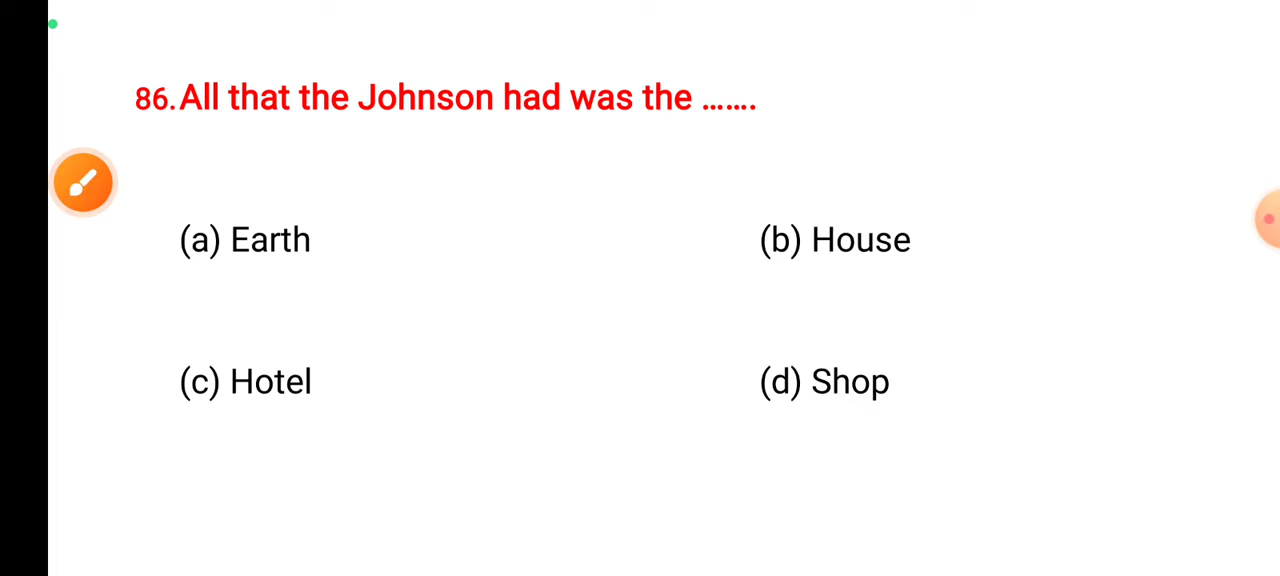 86.All that the Johnson had was the .......
(a) Earth
(b) House
(c) Hotel
(d) Shop